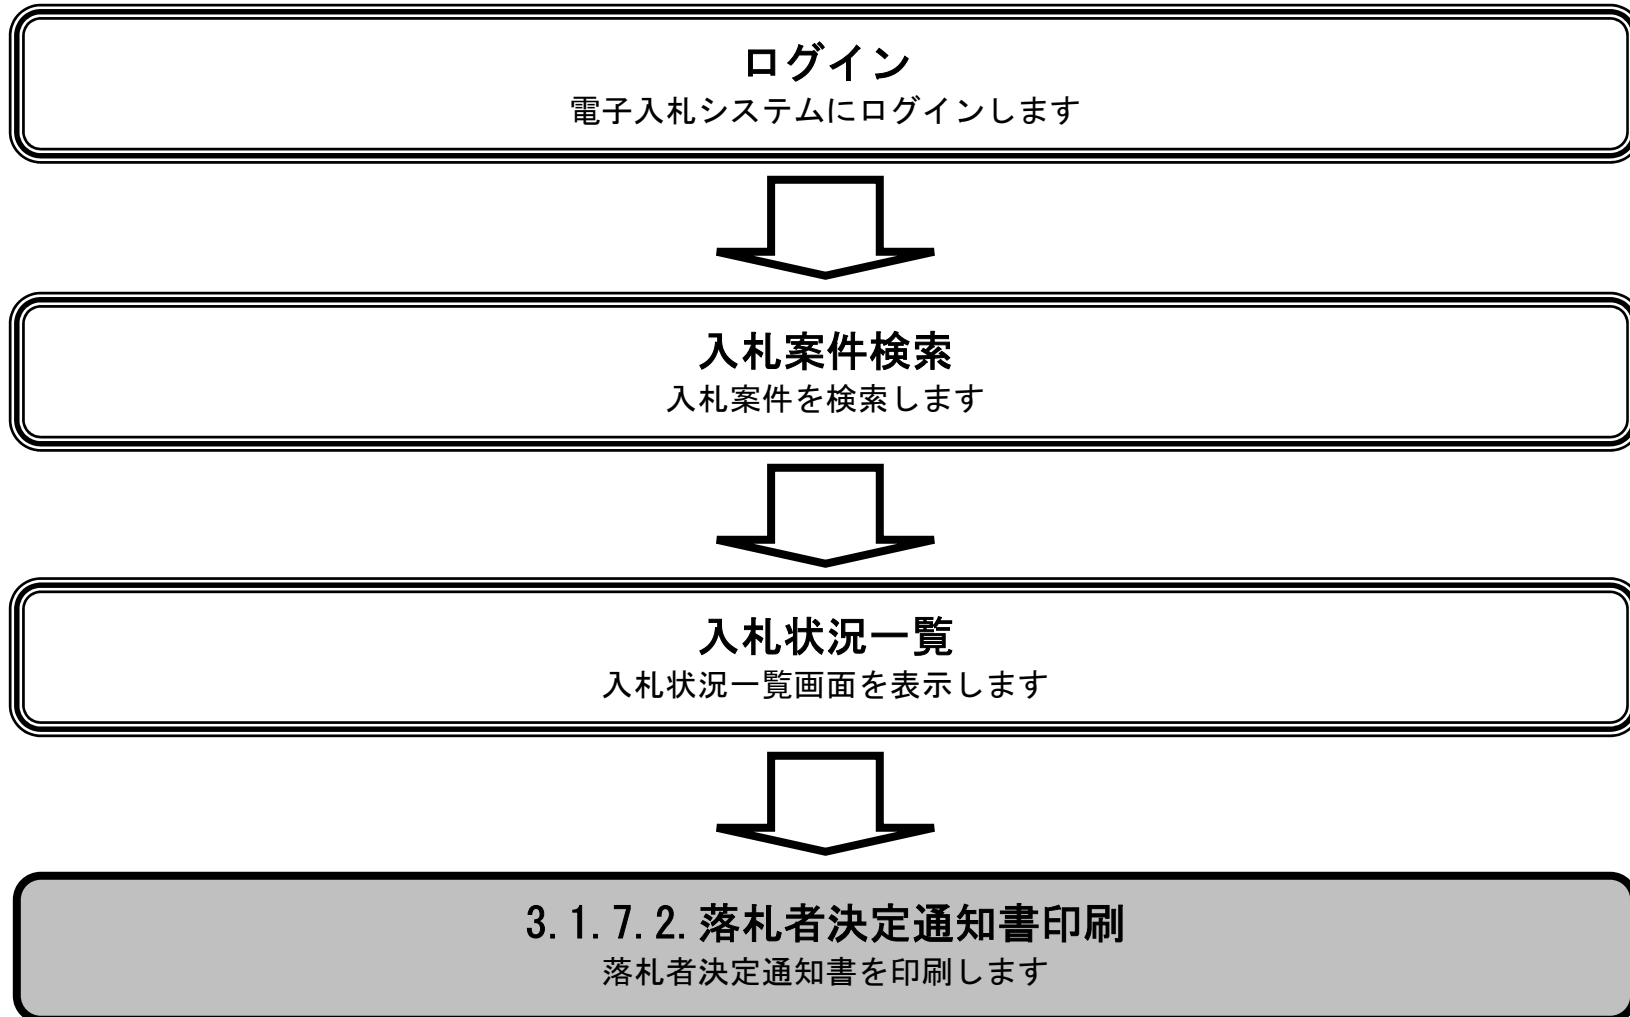 ログイン
電子入札システムにログインします
入札案件検索
入札案件を検索します
入札状況一覧
入札状況一覧画面を表示します
3.1.7.2.落札者決定通知書印刷
落札者決定通知書を印刷します